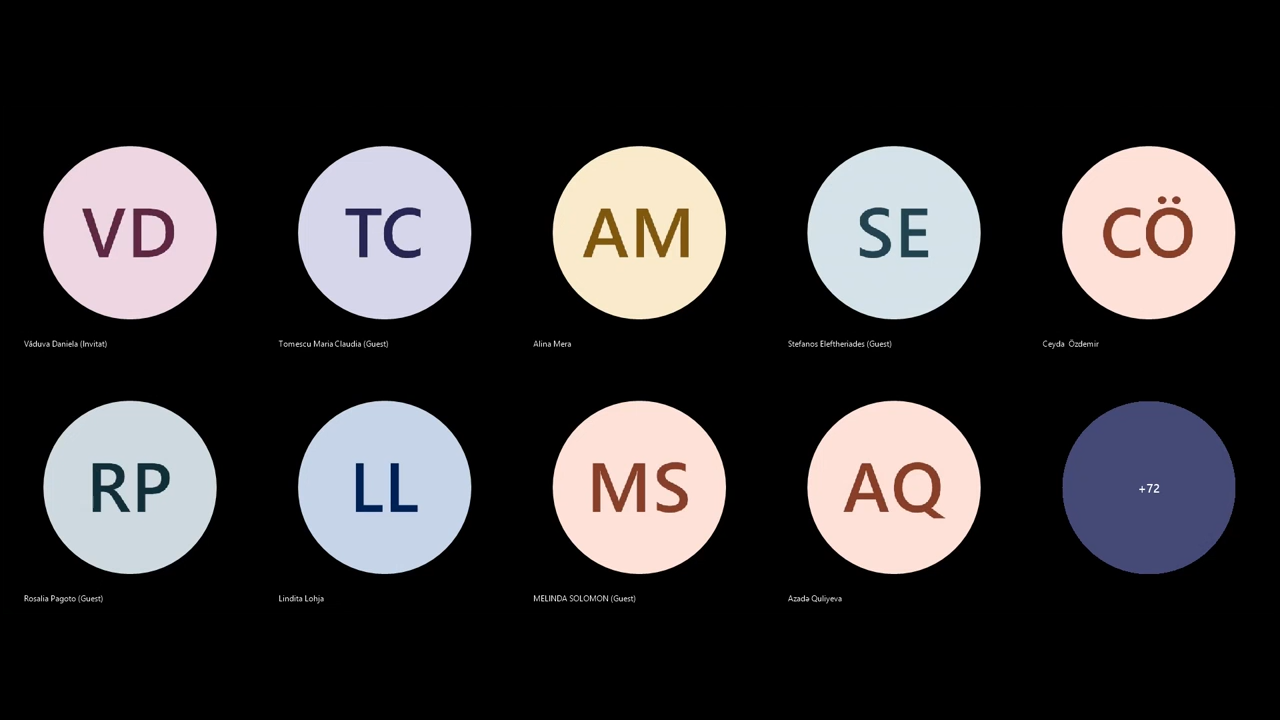 VD
TC
AM
SE
CÖ
Văduva Daniela (Invitat)
Tomescu Maria Claudia (Guest)
Alina Mera
Stefanos Eleftheriades (Guest)
Ceyda Özdemir
RP
LL
MS
AQ
+72
Rosalia Pagoto (Guest)
Lindita Lohja
MELINDA SOLOMON (Guest)
Azadə Quliyeva